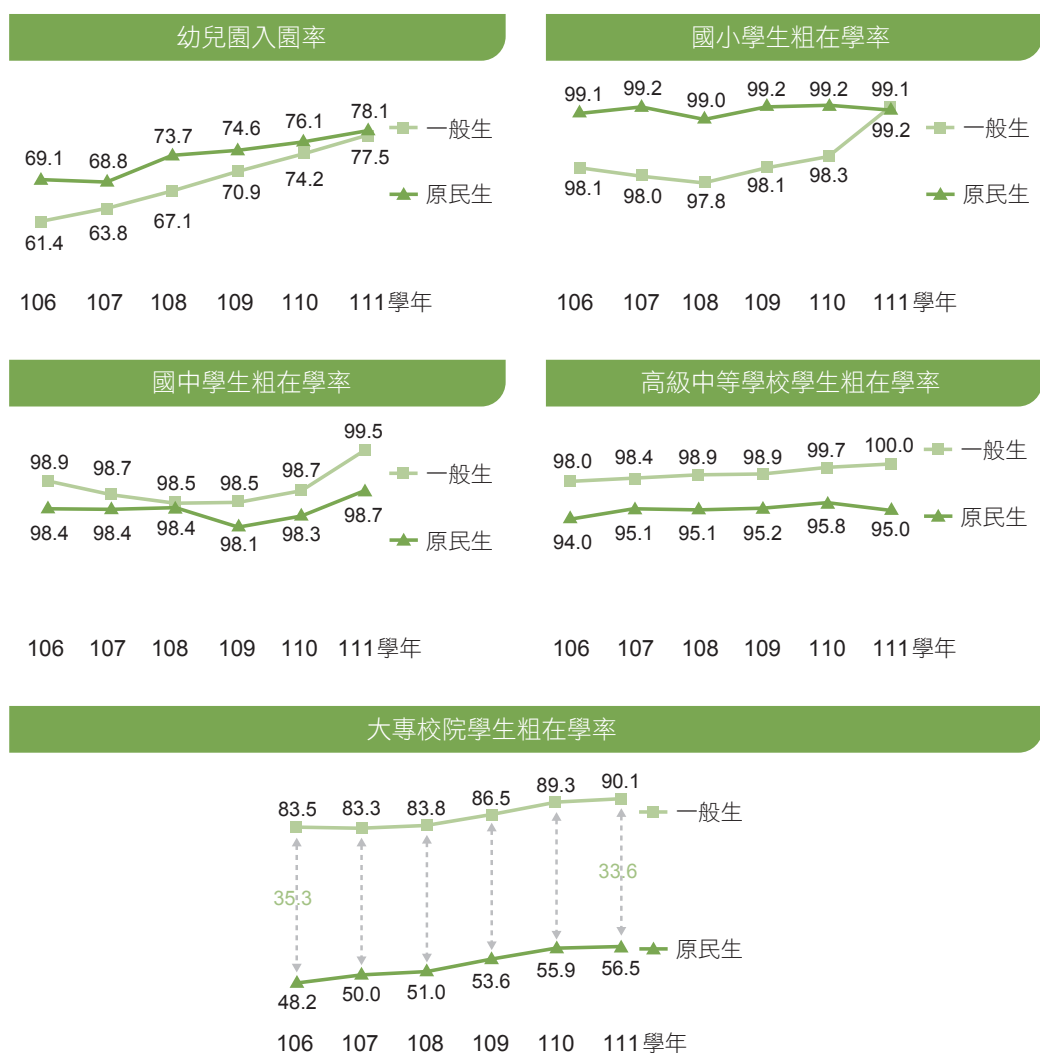 幼兒園入園率
69.1 68.8 73.7 74.6 76.1 78.1
一般生
61.4 63.8 67.1 70.9 74.2 77.5
原民生
106 107 108 109 110 111學年
國小學生粗在學率
99.1 99.2 99.0 99.2 99.2 99.1
一般生
98.1 98.0 97.8 98.1 98.3 99.2
原民生
106 107 108 109 110 111學年
國中學生粗在學率
98.9 98.7 98.5 98.5 98.7 99.5
一般生
98.4 98.4 98.4 98.1 98.3 98.7
原民生
106 107 108 109 110 111學年
高級中等學校學生粗在學率
98.0 98.4 98.9 98.9 99.7 100.0
一般生
94.0 95.1 95.1 95.2 95.8 95.0
原民生
106 107 108 109 110 111學年
大專校院學生粗在學率
83.5 83.3 83.8 86.5 89.3 90.1
一般生
35.3 33.6
原民生
48.2 50.0 51.0 53.6 55.9 56.5
106 107 108 109 110 111學年